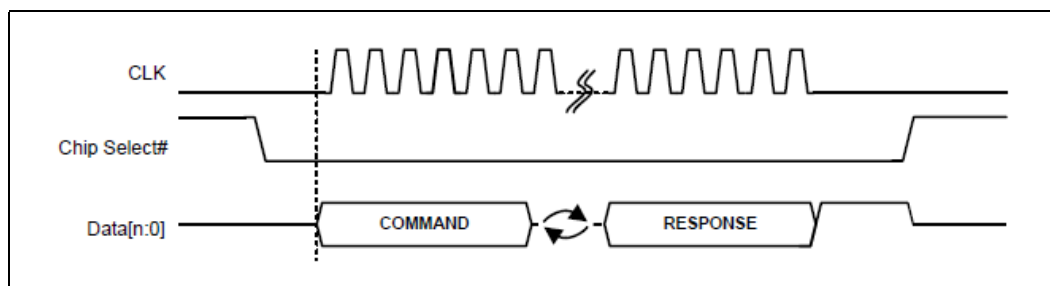 CLK
Chip Select#
Data[n:0]
COMMAND
RESPONSE